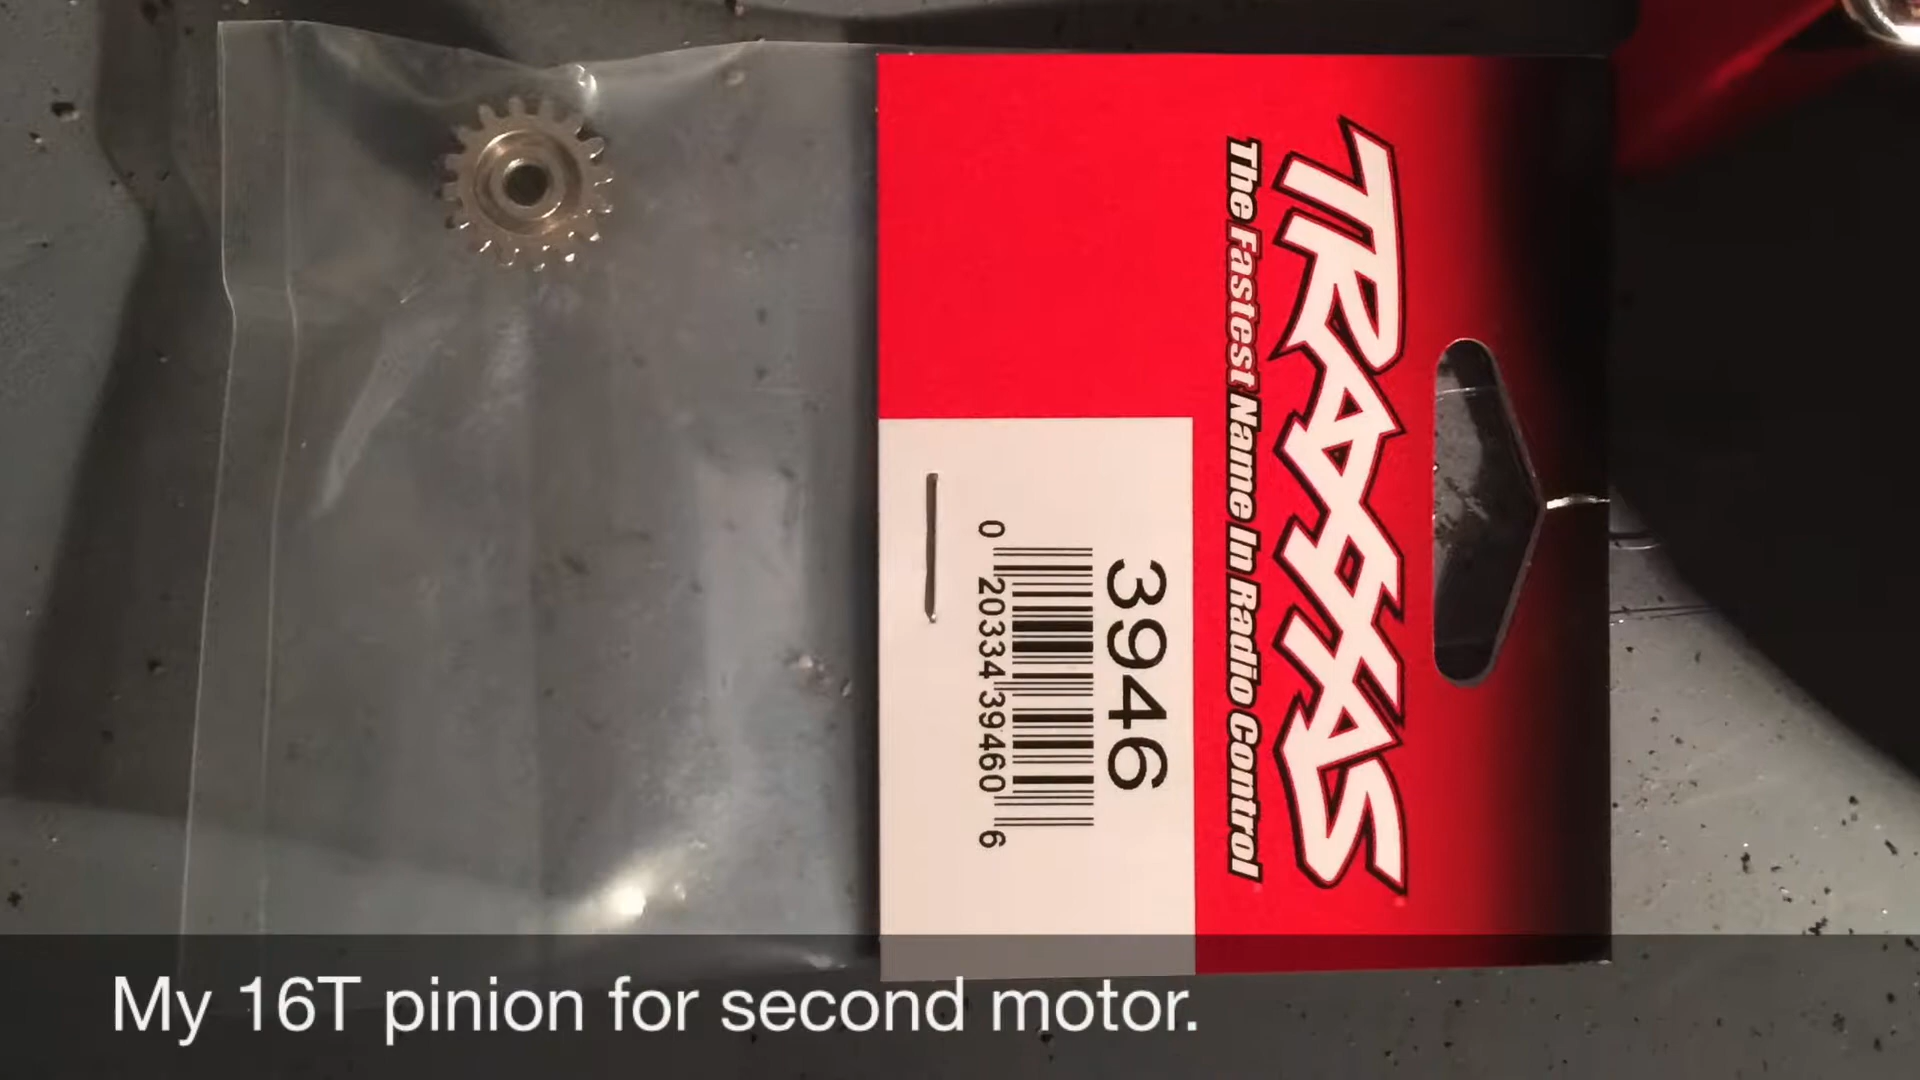 TRAXXAS
The Fastest Name In Radio Control
3946
0 20334 39460 6
My 16T pinion for second motor.